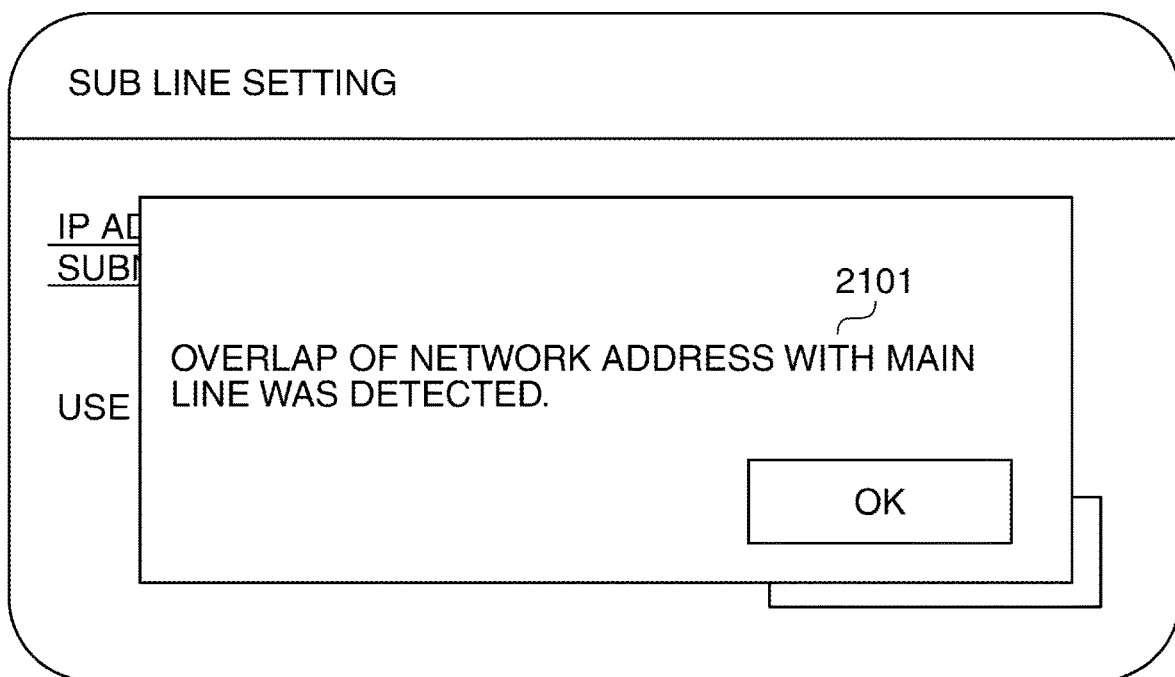 SUB LINE SETTING
IP AD
SUBN
2101
OVERLAP OF NETWORK ADDRESS WITH MAIN
LINE WAS DETECTED.
USE
OK